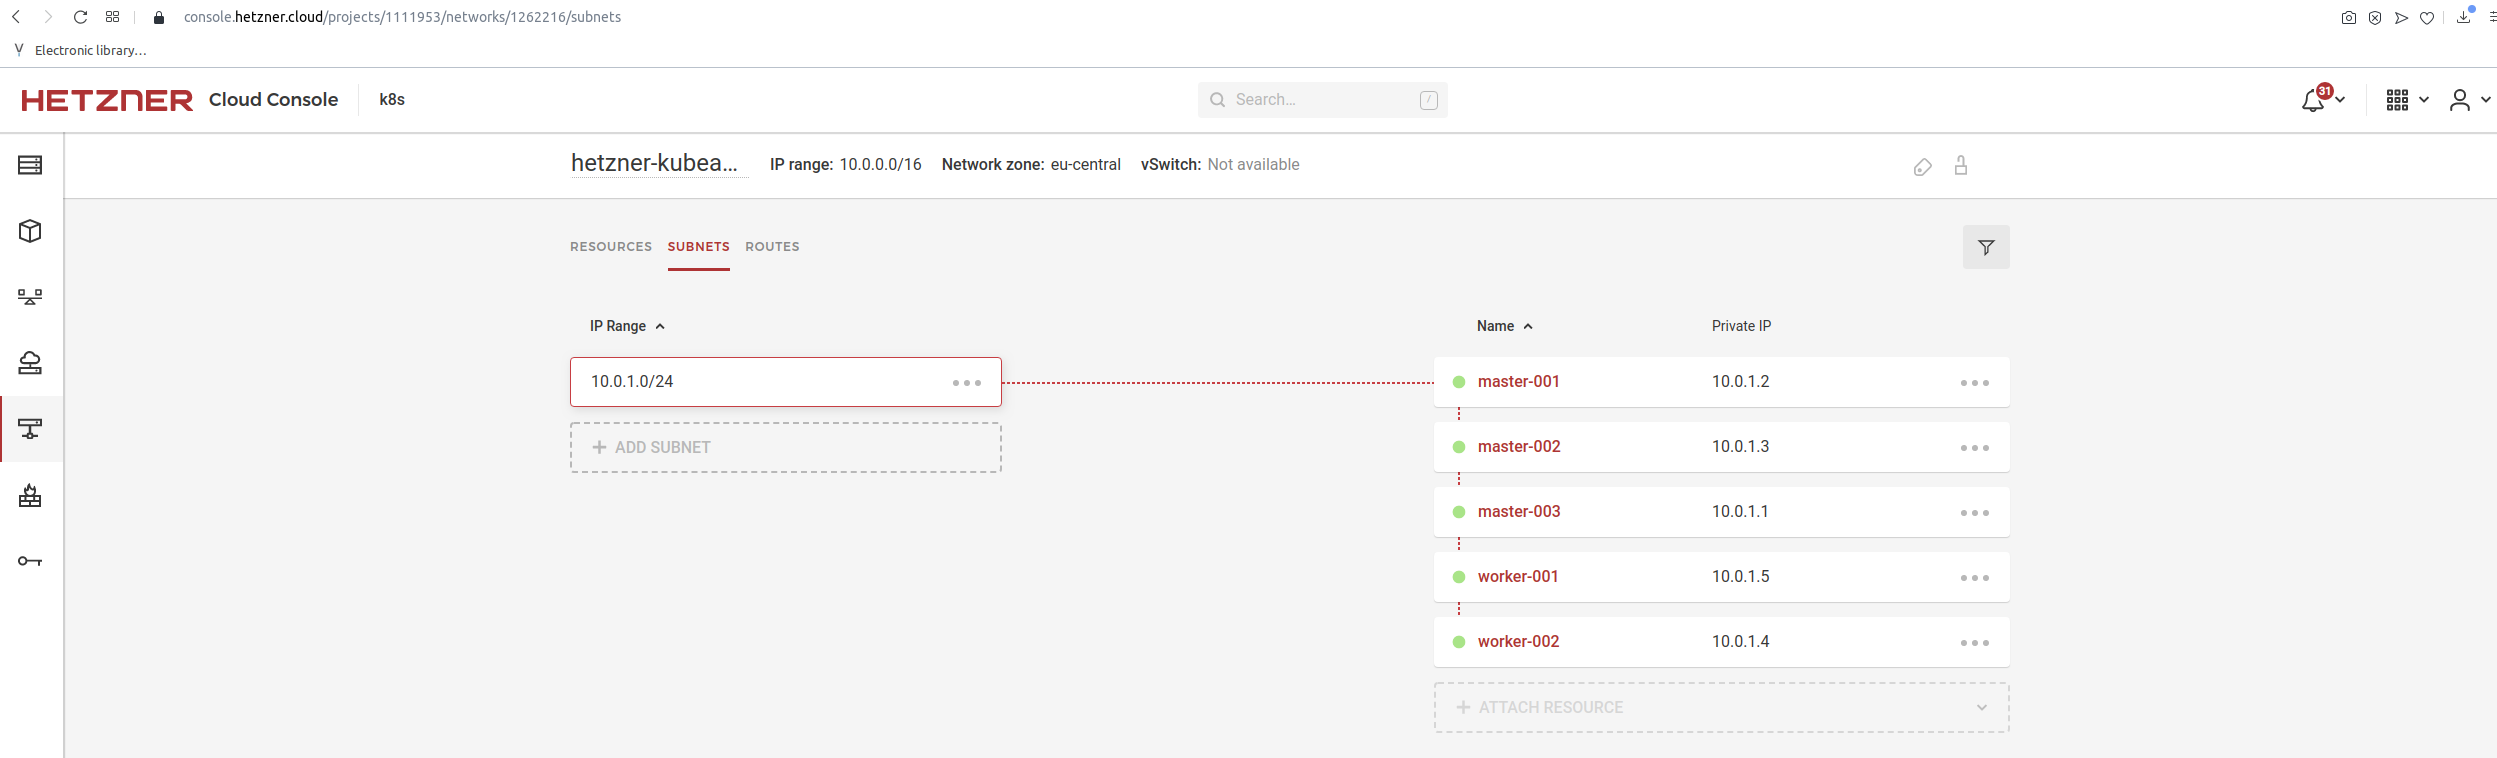 console.hetzner.cloud/projects/1111953/networks/1262216/subnets
Electronic library...
HETZNER Cloud Console k8s Search... / 31
hetzner-kubea... IP range: 10.0.0.0/16 Network zone: eu-central vSwitch: Not available
RESOURCES SUBNETS ROUTES
IP Range Name Private IP
10.0.1.0/24 master-001 10.0.1.2
ADD SUBNET master-002 10.0.1.3
master-003 10.0.1.1
worker-001 10.0.1.5
worker-002 10.0.1.4
ATTACH RESOURCE